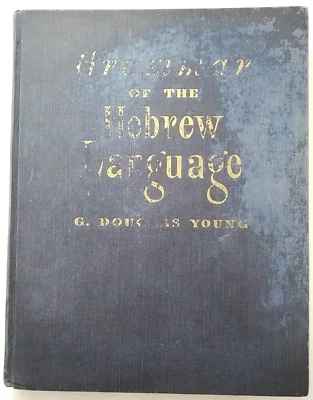 Grammar
OF THE
Hebrew
Language
G. DOUGLAS YOUNG